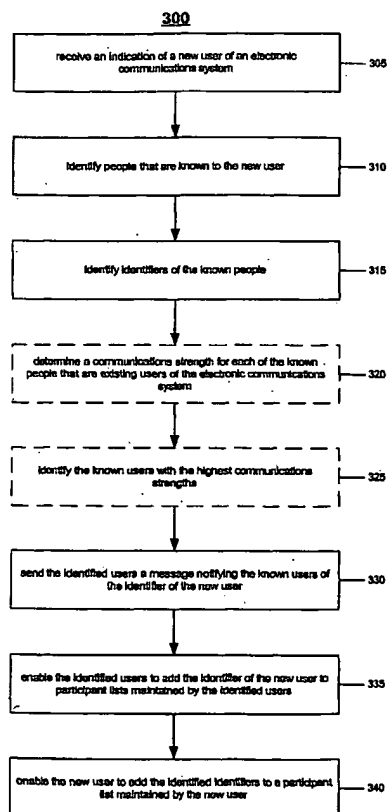 300
receive an indication of a new user of an electronic
communications system
305
identify people that are known to the new user
310
identify identifiers of the known people
315
determine a communications strength for each of the known
people that are existing users of the electronic communications
system
320
identify the known users with the highest communications
strengths
325
send the identified users a message notifying the known users of
the identifier of the new user
330
enable the identified users to add the identifier of the new user to
participant lists maintained by the identified users
335
enable the new user to add the identified identifiers to a participant
list maintained by the new user
340